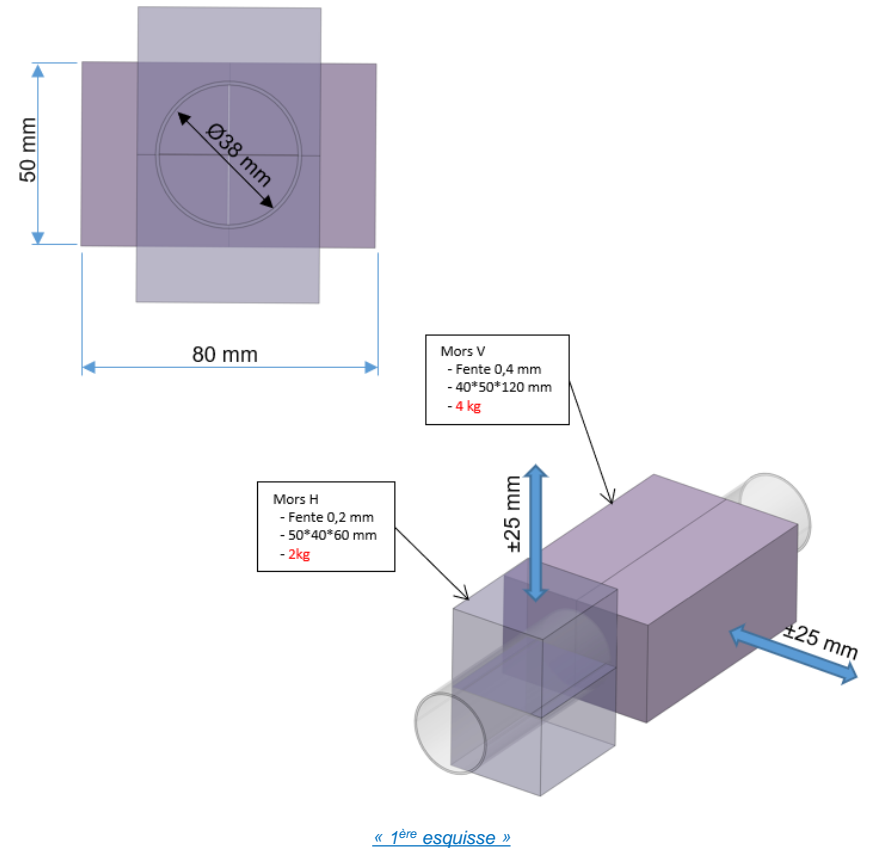 50 mm
Ø38 mm
80 mm
Mors V
- Fente 0,4 mm
- 40*50*120 mm
- 4 kg
Mors H
- Fente 0,2 mm
- 50*40*60 mm
- 2kg
±25 mm
±25 mm
« 1ère esquisse »